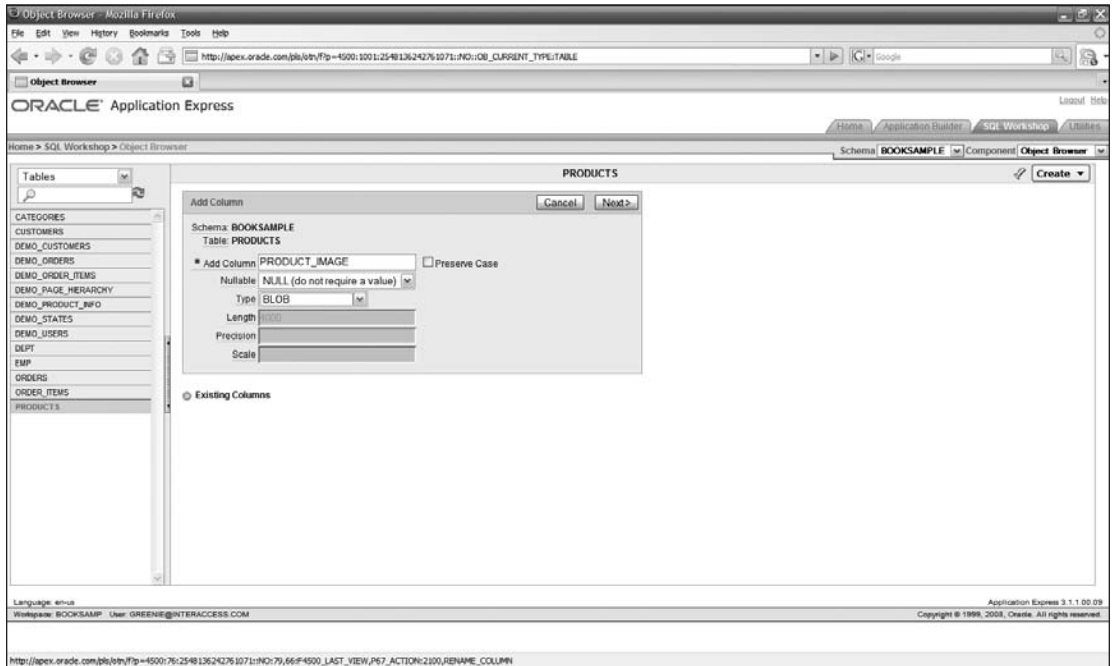 Object Browser - Mozilla Firefox
File Edit View History Bookmarks Tools Help
http://apex.oracle.com/pls/otn/f?p=4500:1001:2548136242761071::NO::OB_CURRENT_TYPE:TABLE
Google
Object Browser
ORACLE Application Express
Logout Help
Home Application Builder SQL Workshop Utilities
Home > SQL Workshop > Object Browser
Schema BOOKSAMPLE Component Object Browser
Tables
PRODUCTS
Create
Add Column
Cancel Next>
CATEGORIES
CUSTOMERS
DEMO_CUSTOMERS
DEMO_ORDERS
DEMO_ORDER_ITEMS
DEMO_PAGE_HIERARCHY
DEMO_PRODUCT_INFO
DEMO_STATES
DEMO_USERS
DEPT
EMP
ORDERS
ORDER_ITEMS
PRODUCTS
Schema: BOOKSAMPLE
Table: PRODUCTS
* Add Column PRODUCT_IMAGE Preserve Case
Nullable NULL (do not require a value)
Type BLOB
Length 4000
Precision
Scale
Existing Columns
Language: en-us
Application Express 3.1.1.00.09
Workspace: BOOKSAMP User: GREENIE@INTERACCESS.COM
Copyright © 1999, 2008, Oracle. All rights reserved.
http://apex.oracle.com/pls/otn/f?p=4500:76:2548136242761071::NO:79,66:F4500_LAST_VIEW,P67_ACTION:2100,RENAME_COLUMN